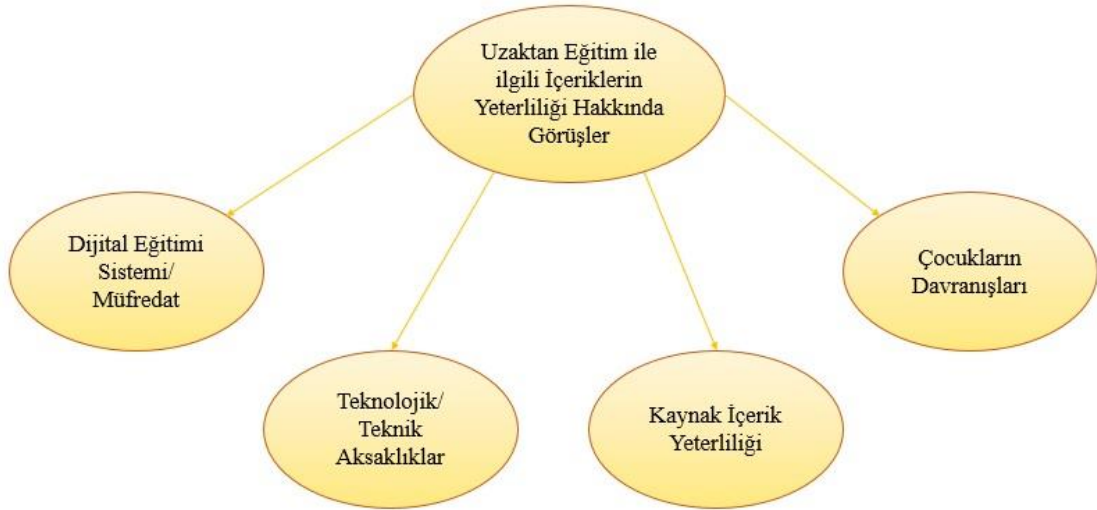 Uzaktan Eğitim ile
ilgili İçeriklerin
Yeterliliği Hakkında
Görüşler
Dijital Eğitimi
Sistemi/
Müfredat
Çocukların
Davranışları
Teknolojik/
Teknik
Aksaklıklar
Kaynak İçerik
Yeterliliği